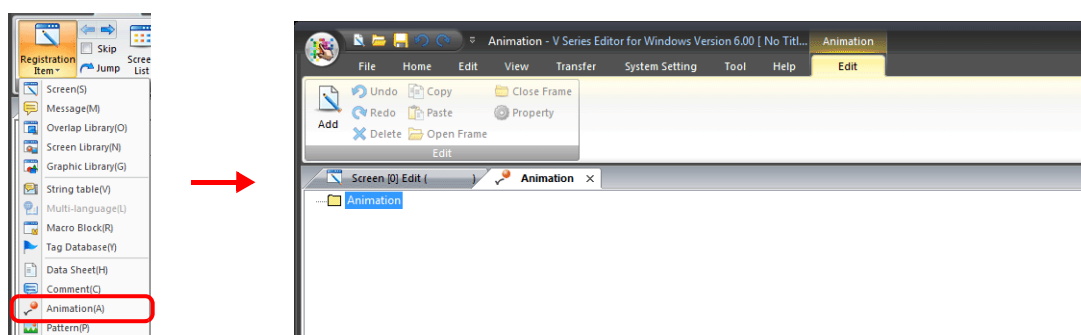 Skip
Registration Item
Jump
Scree List
Screen(S)
Message(M)
Overlap Library(O)
Screen Library(N)
Graphic Library(G)
String table(V)
Multi-language(L)
Macro Block(R)
Tag Database(Y)
Data Sheet(H)
Comment(C)
Animation(A)
Pattern(P)
Animation - V Series Editor for Windows Version 6.00 [ No Titl... Animation
File Home Edit View Transfer System Setting Tool Help Edit
Undo Copy Close Frame
Add Redo Paste Property
Delete Open Frame
Edit
Screen [0] Edit ( ) Animation ×
Animation